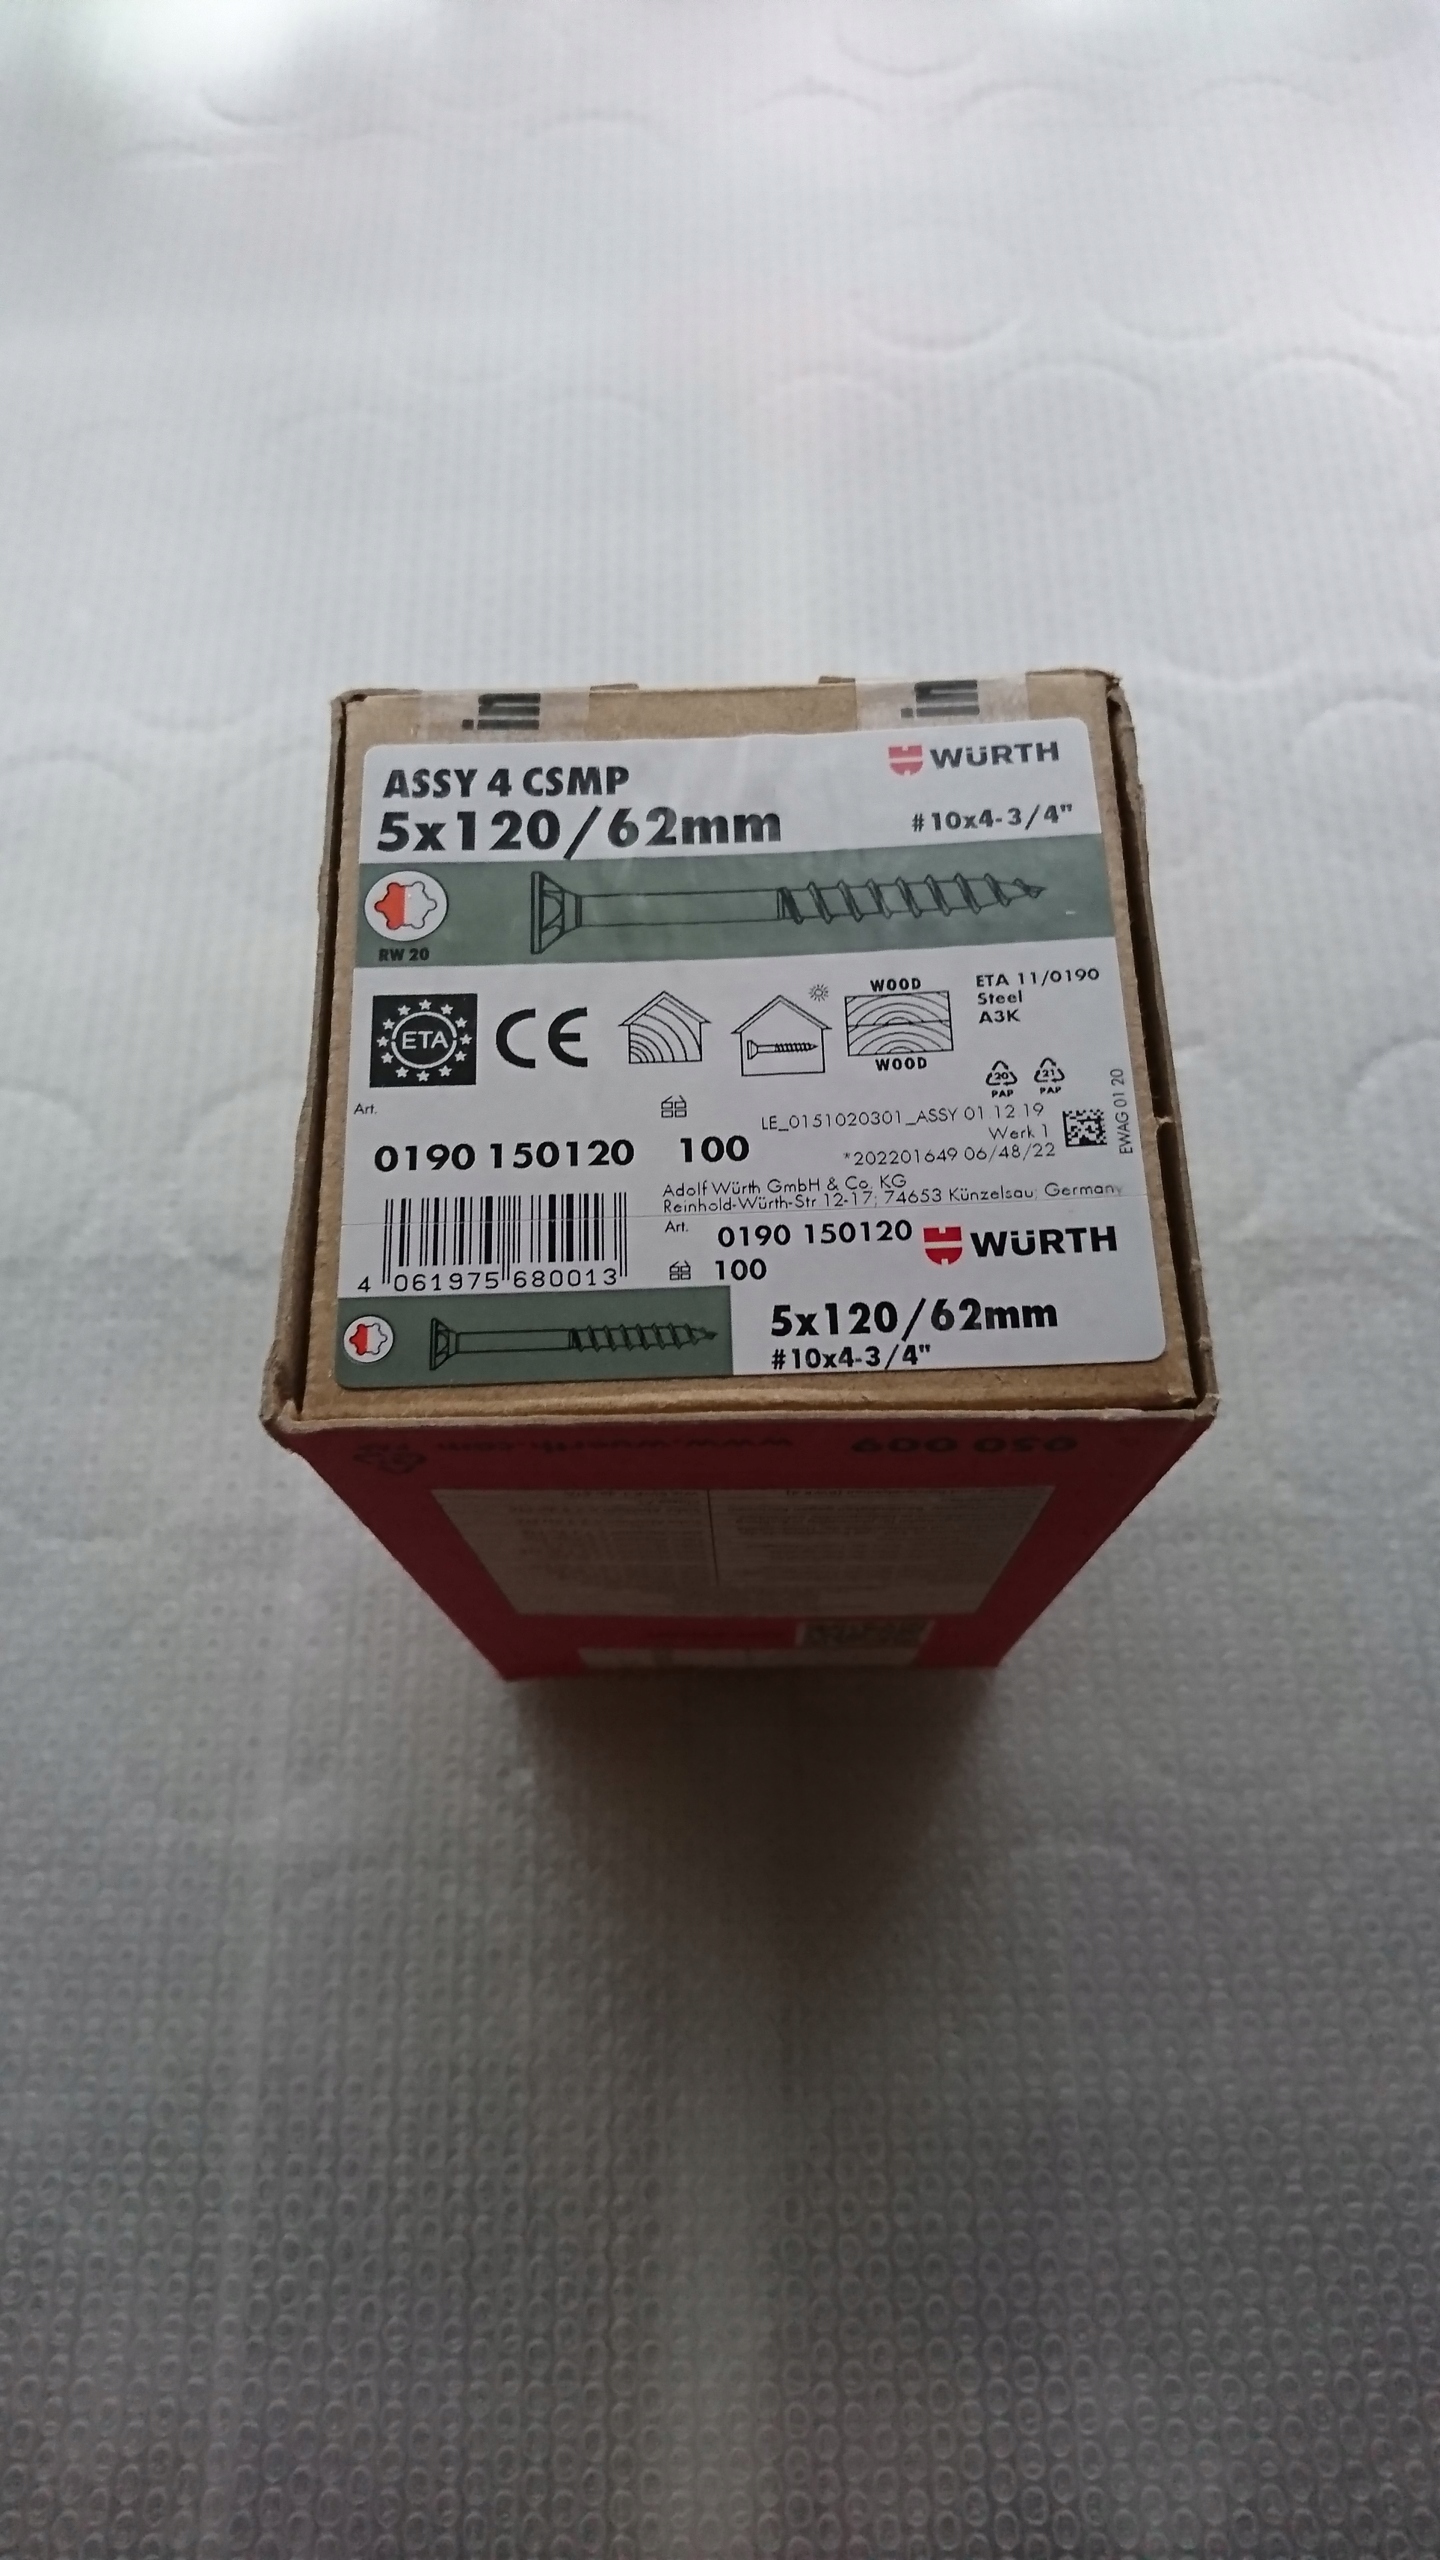 ASSY 4 CSMP
WÜRTH
5x120/62mm
#10x4-3/4"
RW 20
ETA
CE
WOOD
WOOD
ETA 11/0190
Steel
A3K
20
PAP
21
PAP
EWAG 01 20
Art.
LE_0151020301_ASSY 01.12.19
Werk 1
0190 150120
100
*202201649 06/48/22
Adolf Würth GmbH & Co. KG
Reinhold-Würth-Str 12-17; 74653 Künzelsau; Germany
4 061975 680013
Art.
0190 150120
WÜRTH
100
5x120/62mm
#10x4-3/4"
www.wuerth.com